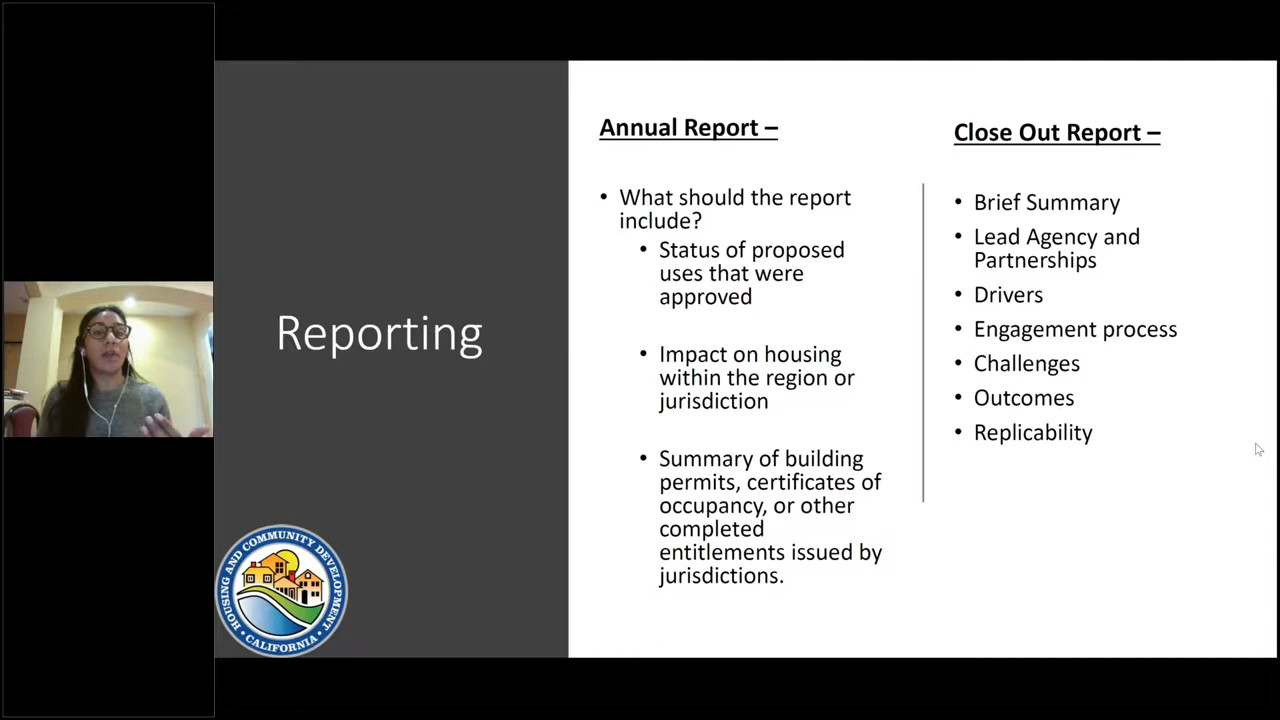 Reporting
HOUSING AND COMMUNITY DEVELOPMENT
• CALIFORNIA •
Annual Report –
• What should the report
include?
• Status of proposed
uses that were
approved
• Impact on housing
within the region or
jurisdiction
• Summary of building
permits, certificates of
occupancy, or other
completed
entitlements issued by
jurisdictions.
Close Out Report –
• Brief Summary
• Lead Agency and
Partnerships
• Drivers
• Engagement process
• Challenges
• Outcomes
• Replicability